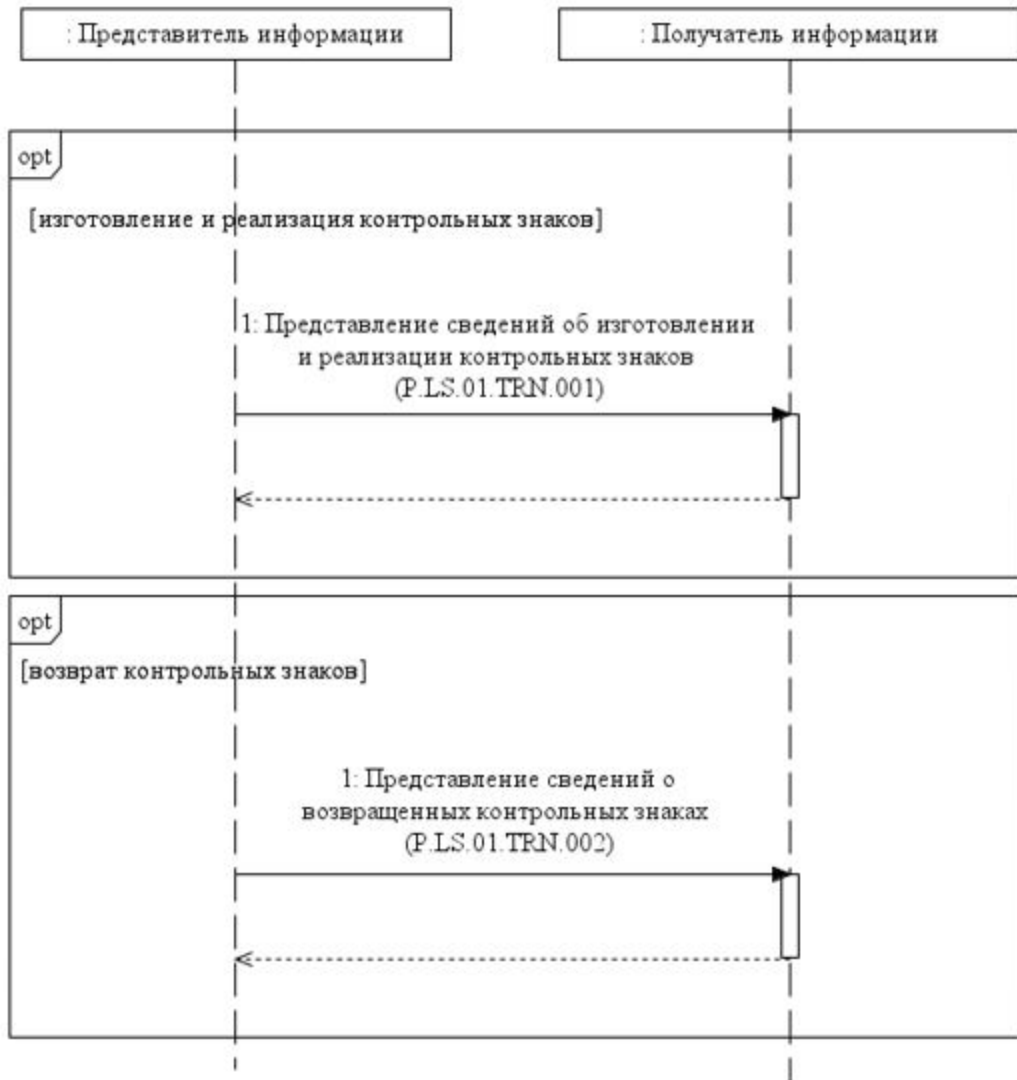 : Представитель информации
: Получатель информации
opt
[изготовление и реализация контрольных знаков]
1: Представление сведений об изготовлении
и реализации контрольных знаков
(P.LS.01.TRN.001)
opt
[возврат контрольных знаков]
1: Представление сведений о
возвращенных контрольных знаках
(P.LS.01.TRN.002)